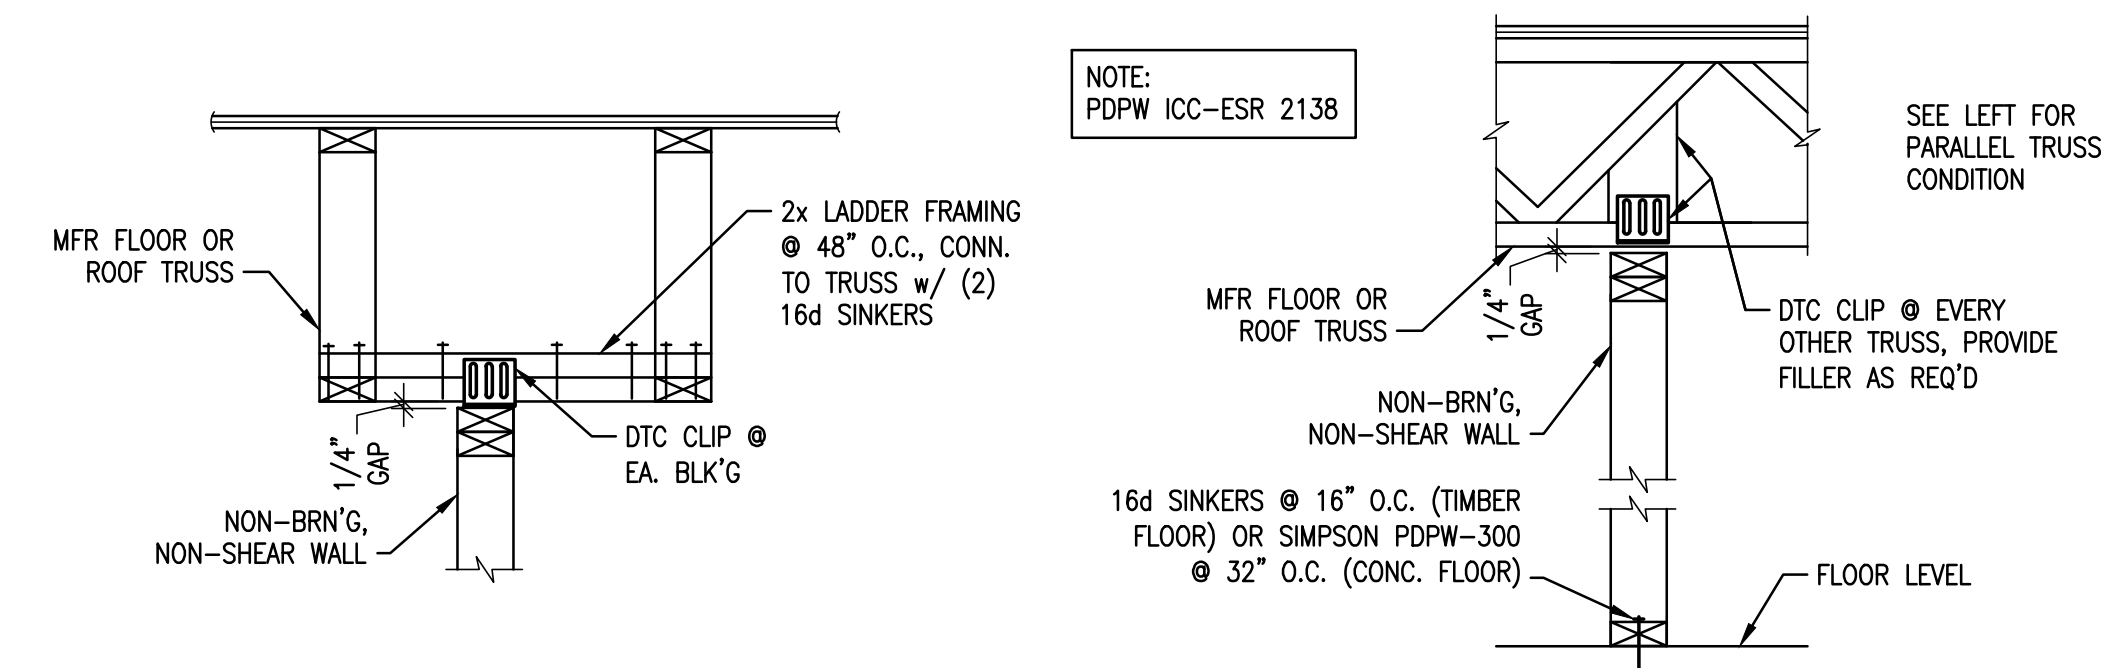 MFR FLOOR OR
ROOF TRUSS
2x LADDER FRAMING
@ 48" O.C., CONN.
TO TRUSS w/ (2)
16d SINKERS
1/4"
GAP
DTC CLIP @
EA. BLK'G
NON-BRN'G,
NON-SHEAR WALL
NOTE:
PDPW ICC-ESR 2138
SEE LEFT FOR
PARALLEL TRUSS
CONDITION
MFR FLOOR OR
ROOF TRUSS
1/4"
GAP
DTC CLIP @ EVERY
OTHER TRUSS, PROVIDE
FILLER AS REQ'D
NON-BRN'G,
NON-SHEAR WALL
16d SINKERS @ 16" O.C. (TIMBER
FLOOR) OR SIMPSON PDPW-300
@ 32" O.C. (CONC. FLOOR)
FLOOR LEVEL